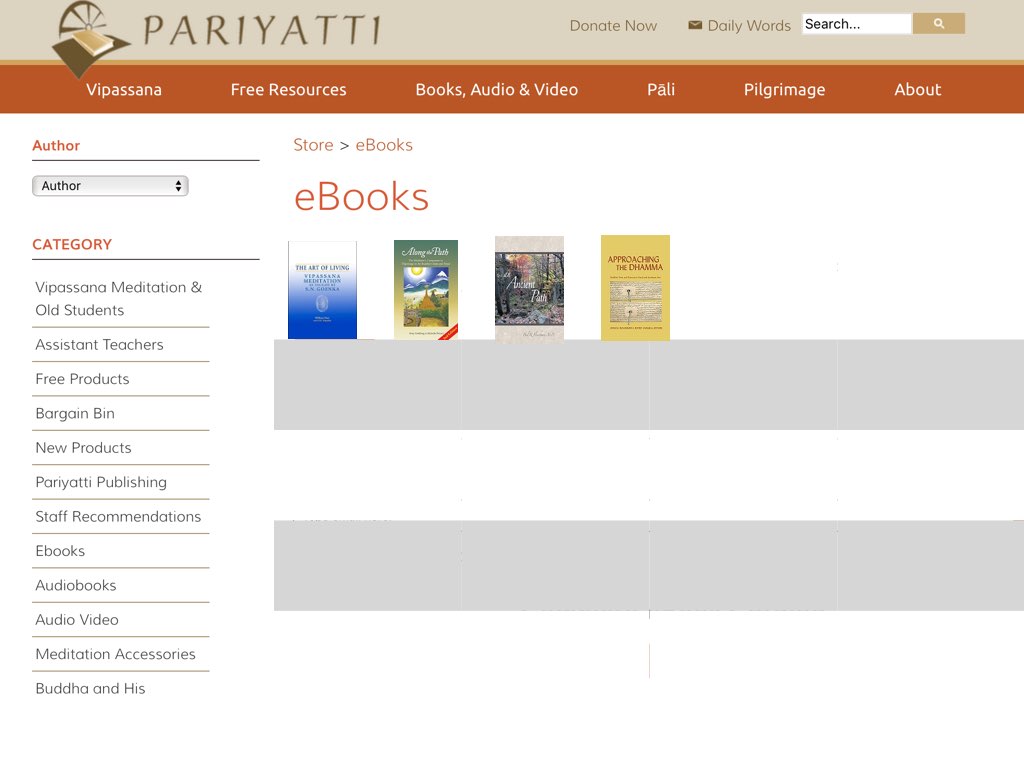 PARIYATTI
Donate Now
Daily Words
Search...
Vipassana
Free Resources
Books, Audio & Video
Pāli
Pilgrimage
About
Author
Author
CATEGORY
Vipassana Meditation &
Old Students
Assistant Teachers
Free Products
Bargain Bin
New Products
Pariyatti Publishing
Staff Recommendations
Ebooks
Audiobooks
Audio Video
Meditation Accessories
Buddha and His
Store > eBooks
eBooks
THE ART OF LIVING
VIPASSANA
MEDITATION
AS TAUGHT BY
S.N. GOENKA
Along the Path
An
Ancient
Path
APPROACHING
THE DHAMMA